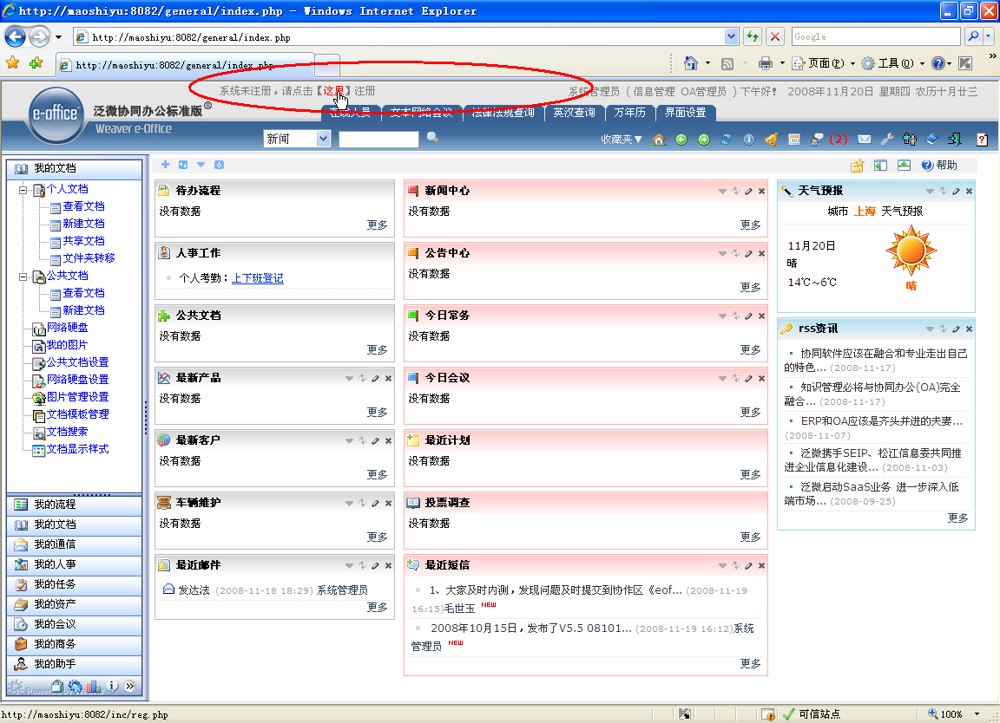 http://maoshiyu:8082/general/index.php - Windows Internet Explorer
http://maoshiyu:8082/general/index.php
Google
http://maoshiyu:8082/general/index.php
页面(P)
工具(O)
系统未注册，请点击【这里】注册
系统管理员 ( 信息管理 OA管理员 ) 下午好! 2008年11月20日 星期四 农历十月廿三
e-office
泛微协同办公标准版®
Weaver e-Office
在线人员
文本网络会议
法律法规查询
英汉查询
万年历
界面设置
新闻
收藏夹▼
(2)
帮助
我的文档
个人文档
查看文档
新建文档
共享文档
文件夹转移
公共文档
查看文档
新建文档
网络硬盘
我的图片
公共文档设置
网络硬盘设置
图片管理设置
文档模板管理
文档搜索
文档显示样式
我的流程
我的文档
我的通信
我的人事
我的任务
我的资产
我的会议
我的商务
我的助手
待办流程
没有数据
更多
人事工作
个人考勤：上下班登记
公共文档
没有数据
更多
最新产品
没有数据
更多
最新客户
没有数据
更多
车辆维护
没有数据
更多
最近邮件
发达法 (2008-11-18 18:29) 系统管理员
更多
新闻中心
没有数据
更多
公告中心
没有数据
更多
今日常务
没有数据
更多
今日会议
没有数据
更多
最近计划
没有数据
更多
投票调查
没有数据
更多
最近短信
1、大家及时内测，发现问题及时提交到协作区《eof... (2008-11-19
16:15)毛世玉 NEW
2008年10月15日，发布了V5.5 08101... (2008-11-19 16:12)系统
管理员 NEW
更多
天气预报
城市 上海 天气预报
11月20日
晴
14℃~6℃
晴
rss资讯
协同软件应该在融合和专业走出自己
的特色... (2008-11-17)
知识管理必将与协同办公(OA)完全
融合... (2008-11-17)
ERP和OA应该是齐头并进的夫妻...
(2008-11-07)
泛微携手SEIP、松江信息委共同推
进企业信息化建设... (2008-11-03)
泛微启动SaaS业务 进一步深入低
端市场... (2008-09-25)
更多
http://maoshiyu:8082/inc/reg.php
可信站点
100%